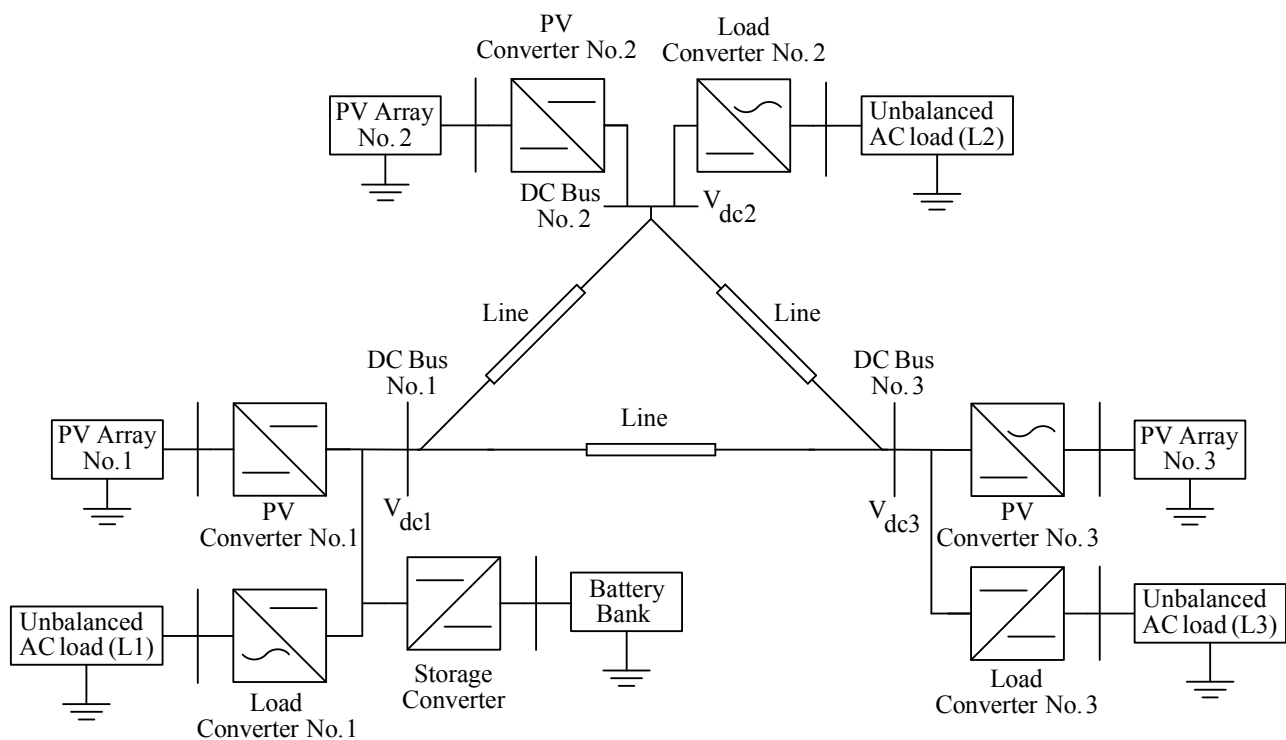 PV
Converter No.2
Load
Converter No.2
PV Array
No. 2
Unbalanced
AC load (L2)
DC Bus
No.2
Vdc2
Line
Line
DC Bus
No.1
DC Bus
No.3
Line
PV Array
No.1
PV
Converter No.1
Vdc1
Vdc3
PV
Converter No.3
PV Array
No. 3
Unbalanced
AC load (L1)
Load
Converter No.1
Storage
Converter
Battery
Bank
Load
Converter No.3
Unbalanced
AC load (L3)